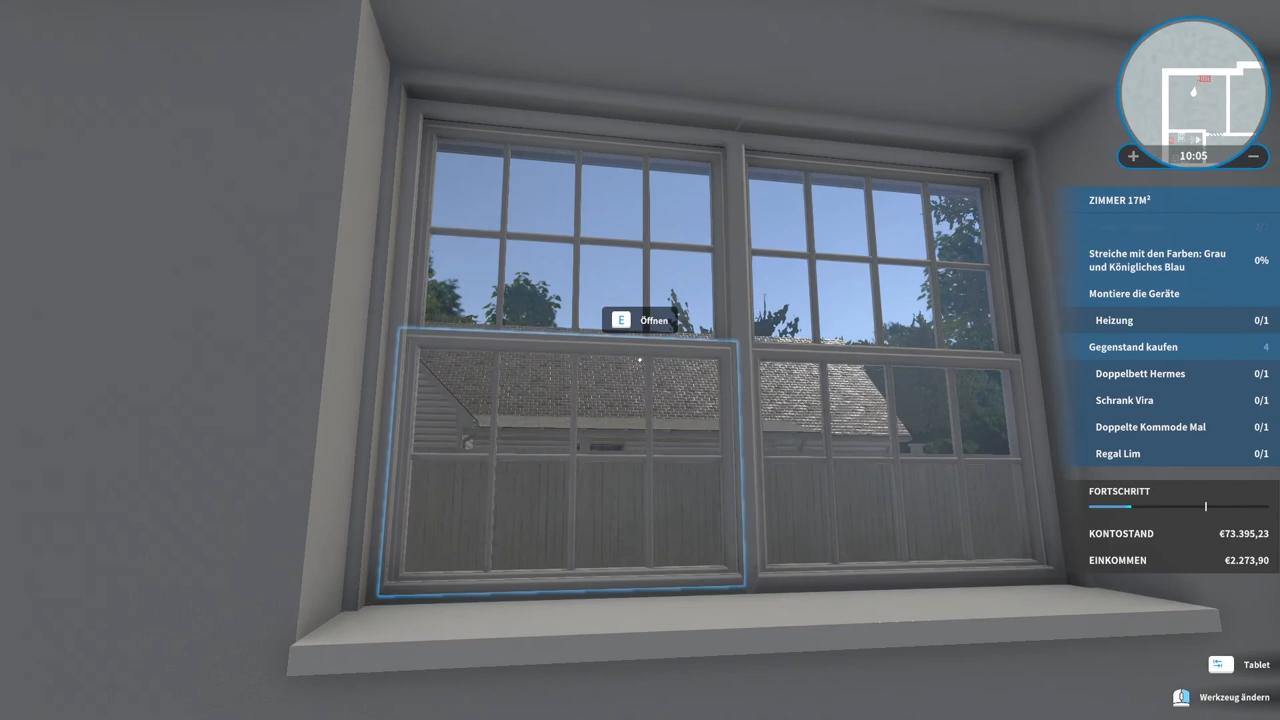 10:05
ZIMMER 17M²
2/2
Streiche mit den Farben: Grau
und Königliches Blau
0%
Montiere die Geräte
Heizung 0/1
Gegenstand kaufen 4
Doppelbett Hermes 0/1
Schrank Vira 0/1
Doppelte Kommode Mal 0/1
Regal Lim 0/1
FORTSCHRITT
KONTOSTAND €73.395,23
EINKOMMEN €2.273,90
E Öffnen
Tablet
Werkzeug ändern